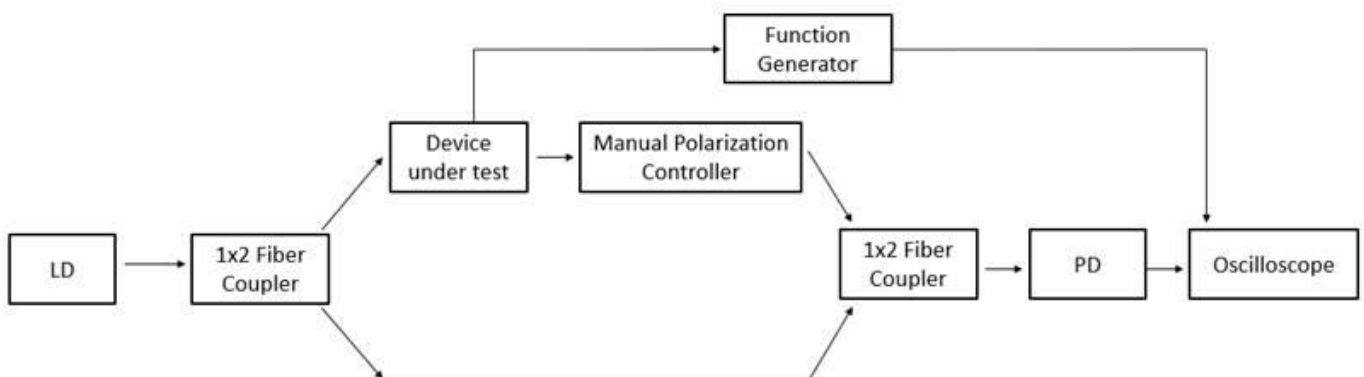 Function
Generator
Device
under test
Manual Polarization
Controller
LD
1x2 Fiber
Coupler
1x2 Fiber
Coupler
PD
Oscilloscope